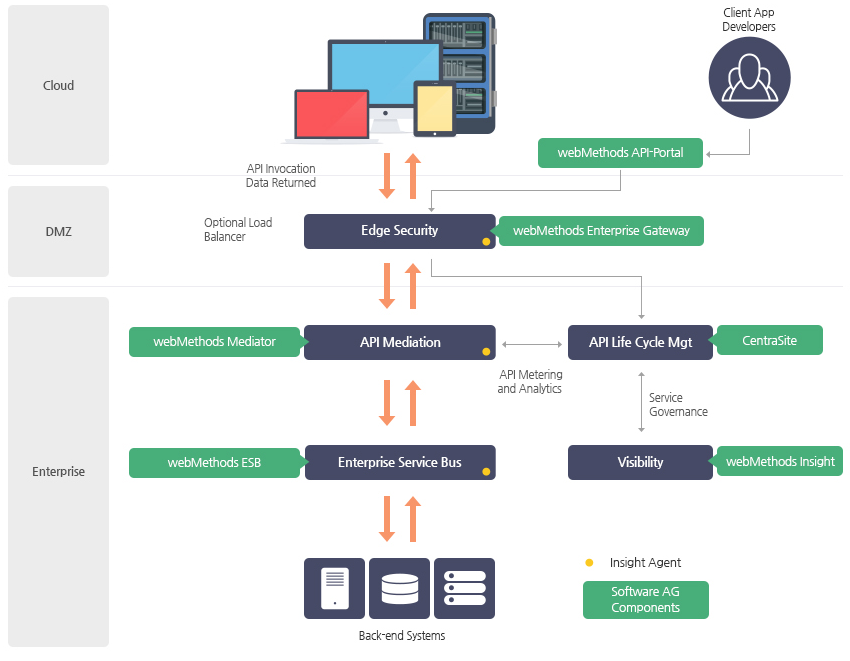 Client App
Developers
Cloud
webMethods API-Portal
API Invocation
Data Returned
DMZ
Optional Load
Balancer
Edge Security
webMethods Enterprise Gateway
webMethods Mediator
API Mediation
API Life Cycle Mgt
CentraSite
API Metering
and Analytics
Service
Governance
Enterprise
webMethods ESB
Enterprise Service Bus
Visibility
webMethods Insight
Insight Agent
Software AG
Components
Back-end Systems